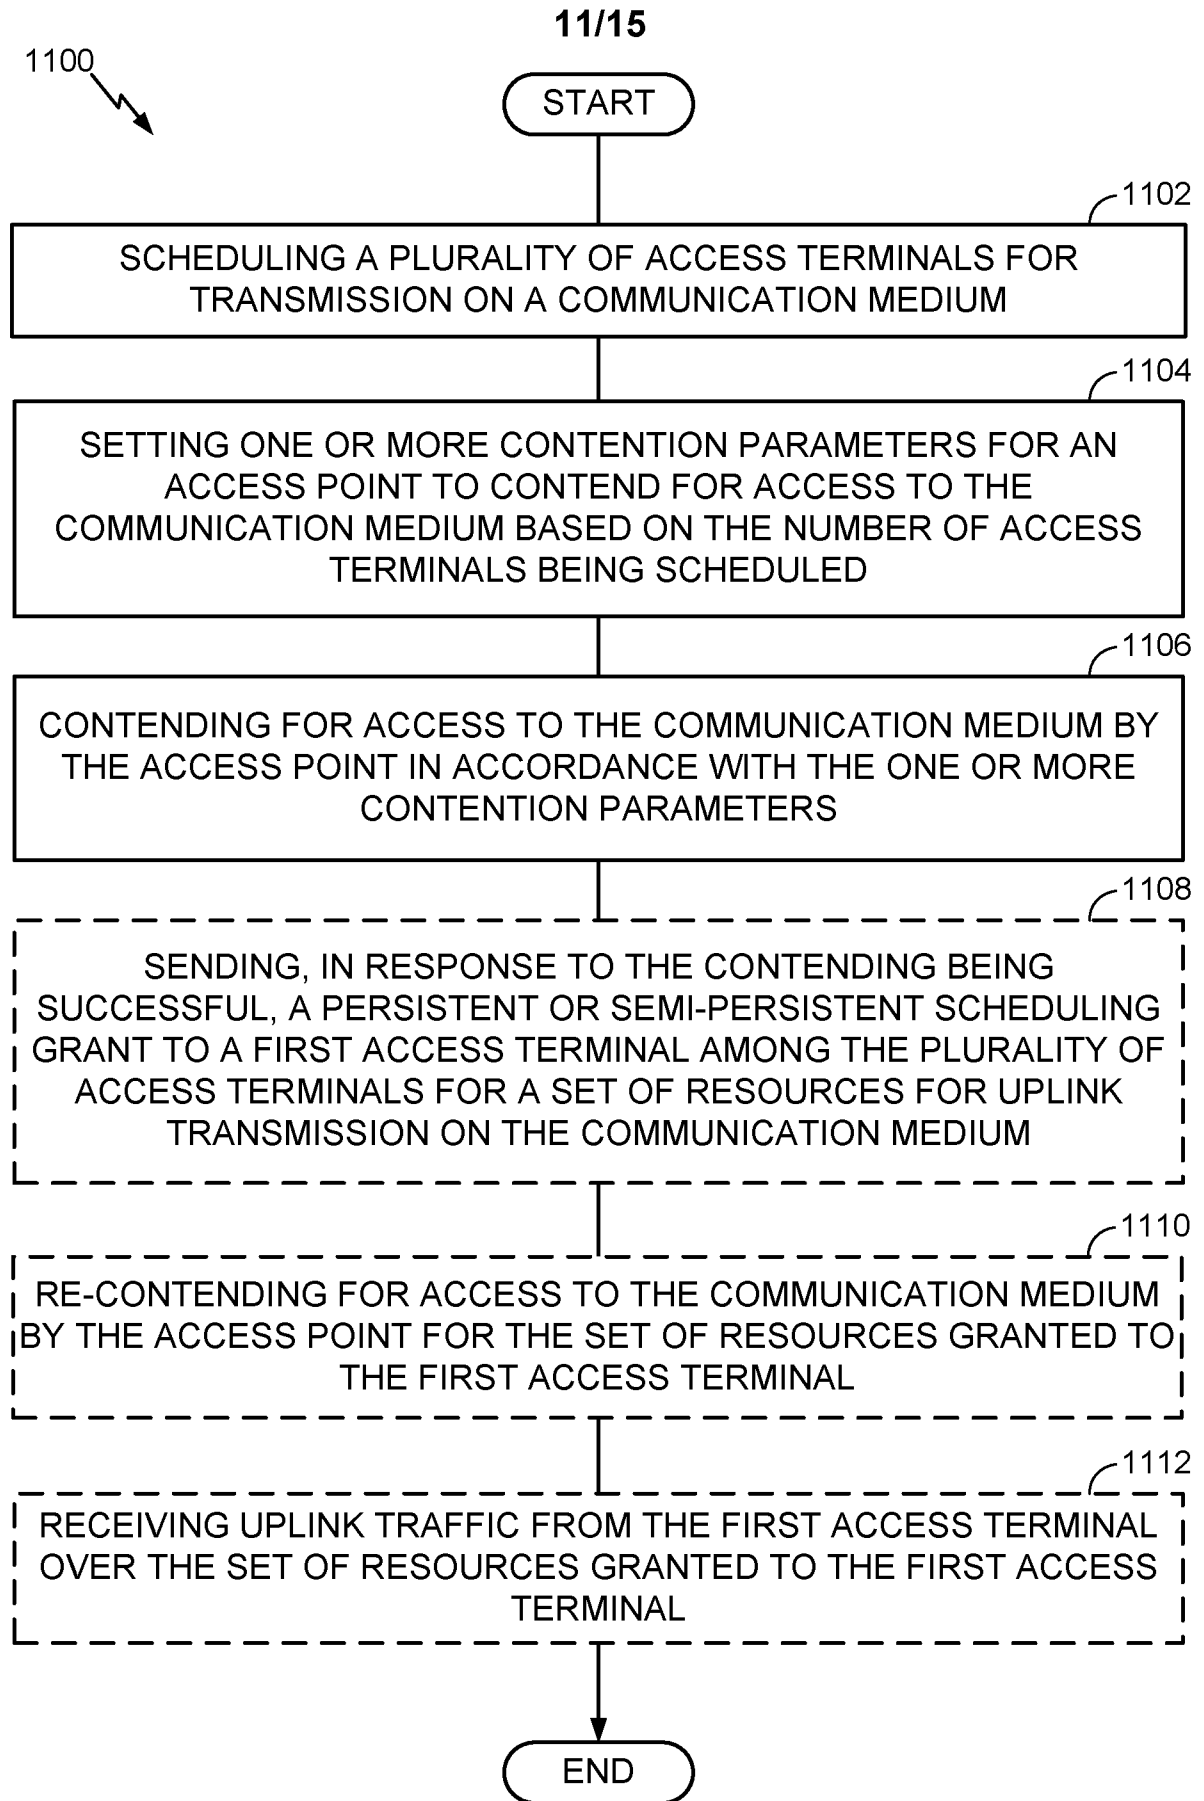 11/15
1100
START
1102
SCHEDULING A PLURALITY OF ACCESS TERMINALS FOR
TRANSMISSION ON A COMMUNICATION MEDIUM
1104
SETTING ONE OR MORE CONTENTION PARAMETERS FOR AN
ACCESS POINT TO CONTEND FOR ACCESS TO THE
COMMUNICATION MEDIUM BASED ON THE NUMBER OF ACCESS
TERMINALS BEING SCHEDULED
1106
CONTENDING FOR ACCESS TO THE COMMUNICATION MEDIUM BY
THE ACCESS POINT IN ACCORDANCE WITH THE ONE OR MORE
CONTENTION PARAMETERS
1108
SENDING, IN RESPONSE TO THE CONTENDING BEING
SUCCESSFUL, A PERSISTENT OR SEMI-PERSISTENT SCHEDULING
GRANT TO A FIRST ACCESS TERMINAL AMONG THE PLURALITY OF
ACCESS TERMINALS FOR A SET OF RESOURCES FOR UPLINK
TRANSMISSION ON THE COMMUNICATION MEDIUM
1110
RE-CONTENDING FOR ACCESS TO THE COMMUNICATION MEDIUM
BY THE ACCESS POINT FOR THE SET OF RESOURCES GRANTED TO
THE FIRST ACCESS TERMINAL
1112
RECEIVING UPLINK TRAFFIC FROM THE FIRST ACCESS TERMINAL
OVER THE SET OF RESOURCES GRANTED TO THE FIRST ACCESS
TERMINAL
END